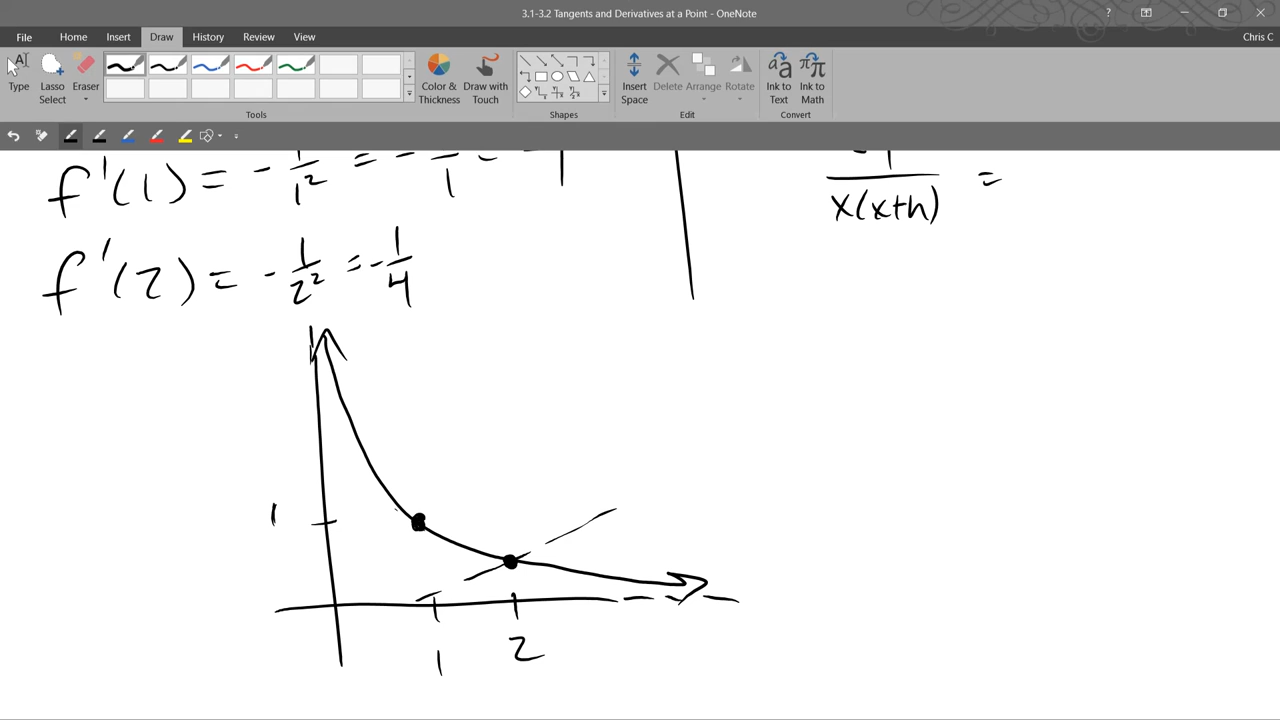 3.1-3.2 Tangents and Derivatives at a Point - OneNote
File Home Insert Draw History Review View Chris C
Type Lasso Select Eraser Color & Thickness Draw with Touch Insert Space Delete Arrange Rotate Ink to Text Ink to Math
Tools Shapes Edit Convert
f'(1) = - 1/1² = - 1/1 = -1
-1/x(x+h) =
f'(2) = - 1/2² = - 1/4
1
1 2